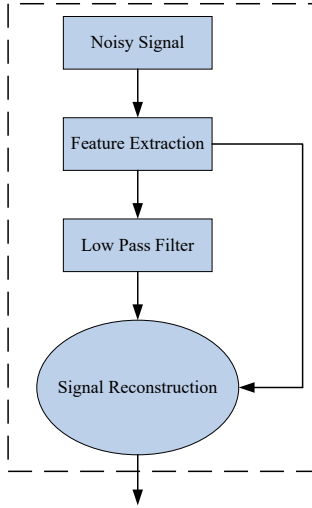 Noisy Signal
Feature Extraction
Low Pass Filter
Signal Reconstruction